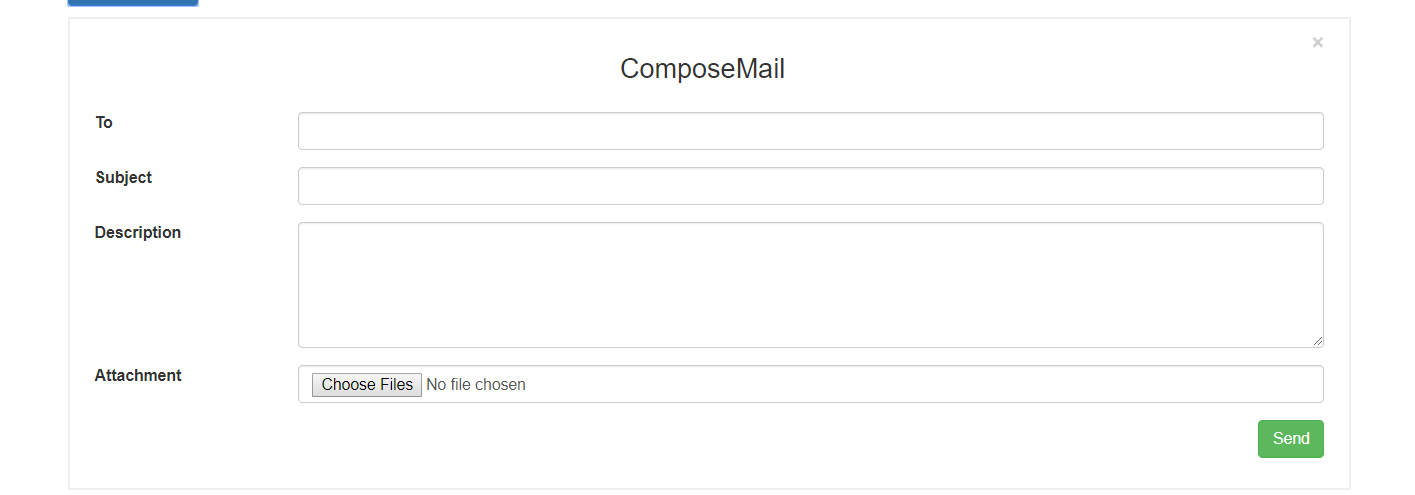 ×
ComposeMail
To
Subject
Description
Attachment
Choose Files No file chosen
Send